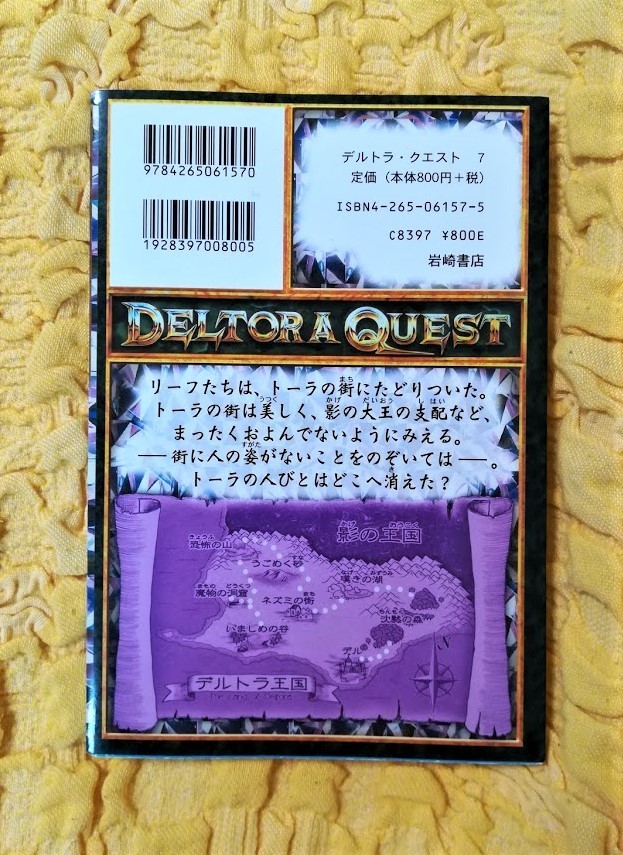 9784265061570
1928397008005
デルトラ・クエスト 7
定価（本体800円＋税）
ISBN4-265-06157-5
C8397 ¥800E
岩崎書店
DELTORA QUEST
リーフたちは、トーラの街にたどりついた。
トーラの街は美しく、影の大王の支配など、
まったくおよんでないようにみえる。
──街に人の姿がないことをのぞいては──。
トーラの人びとはどこへ消えた？
影の王国
恐怖の山
うごめく砂
嘆きの湖
魔物の洞窟
ネズミの街
沈黙の森
いましめの谷
デル
デルトラ王国